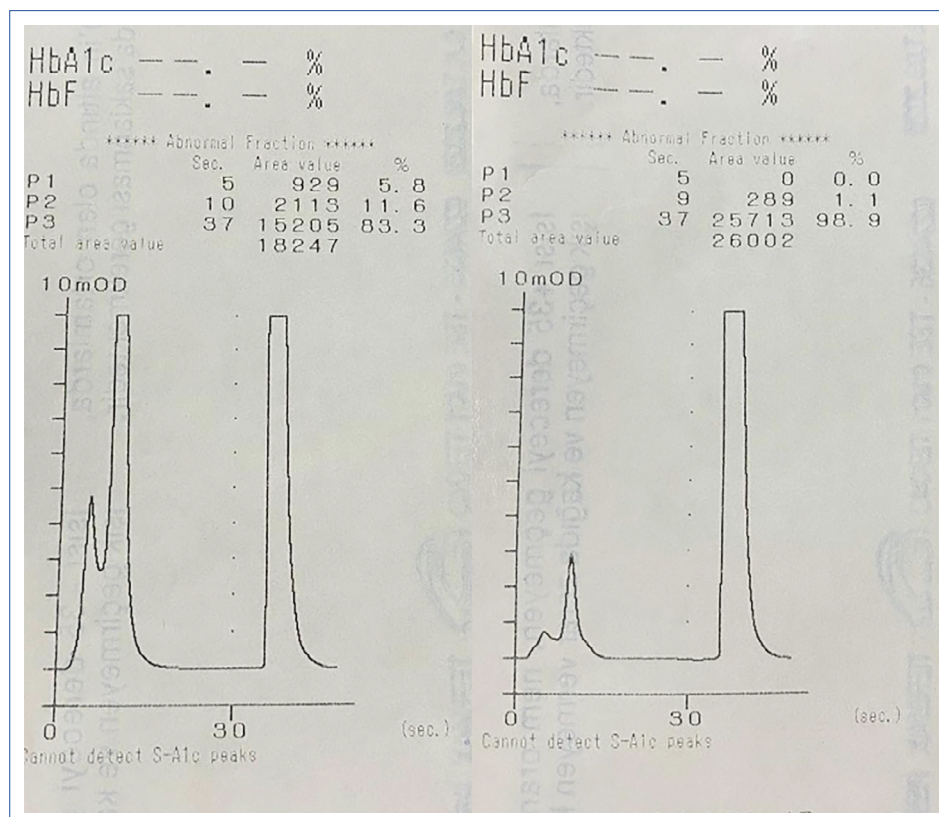 HbA1c --. - %
HbF --. - %
****** Abnormal Fraction ******
Sec. Area value %
P1 5 929 5.8
P2 10 2113 11.6
P3 37 15205 83.3
Total area value 18247
10mOD
0 30 (sec.)
Cannot detect S-A1c peaks
HbA1c --. - %
HbF --. - %
****** Abnormal Fraction ******
Sec. Area value %
P1 5 0 0.0
P2 9 289 1.1
P3 37 25713 98.9
Total area value 26002
10mOD
0 30 (sec.)
Cannot detect S-A1c peaks